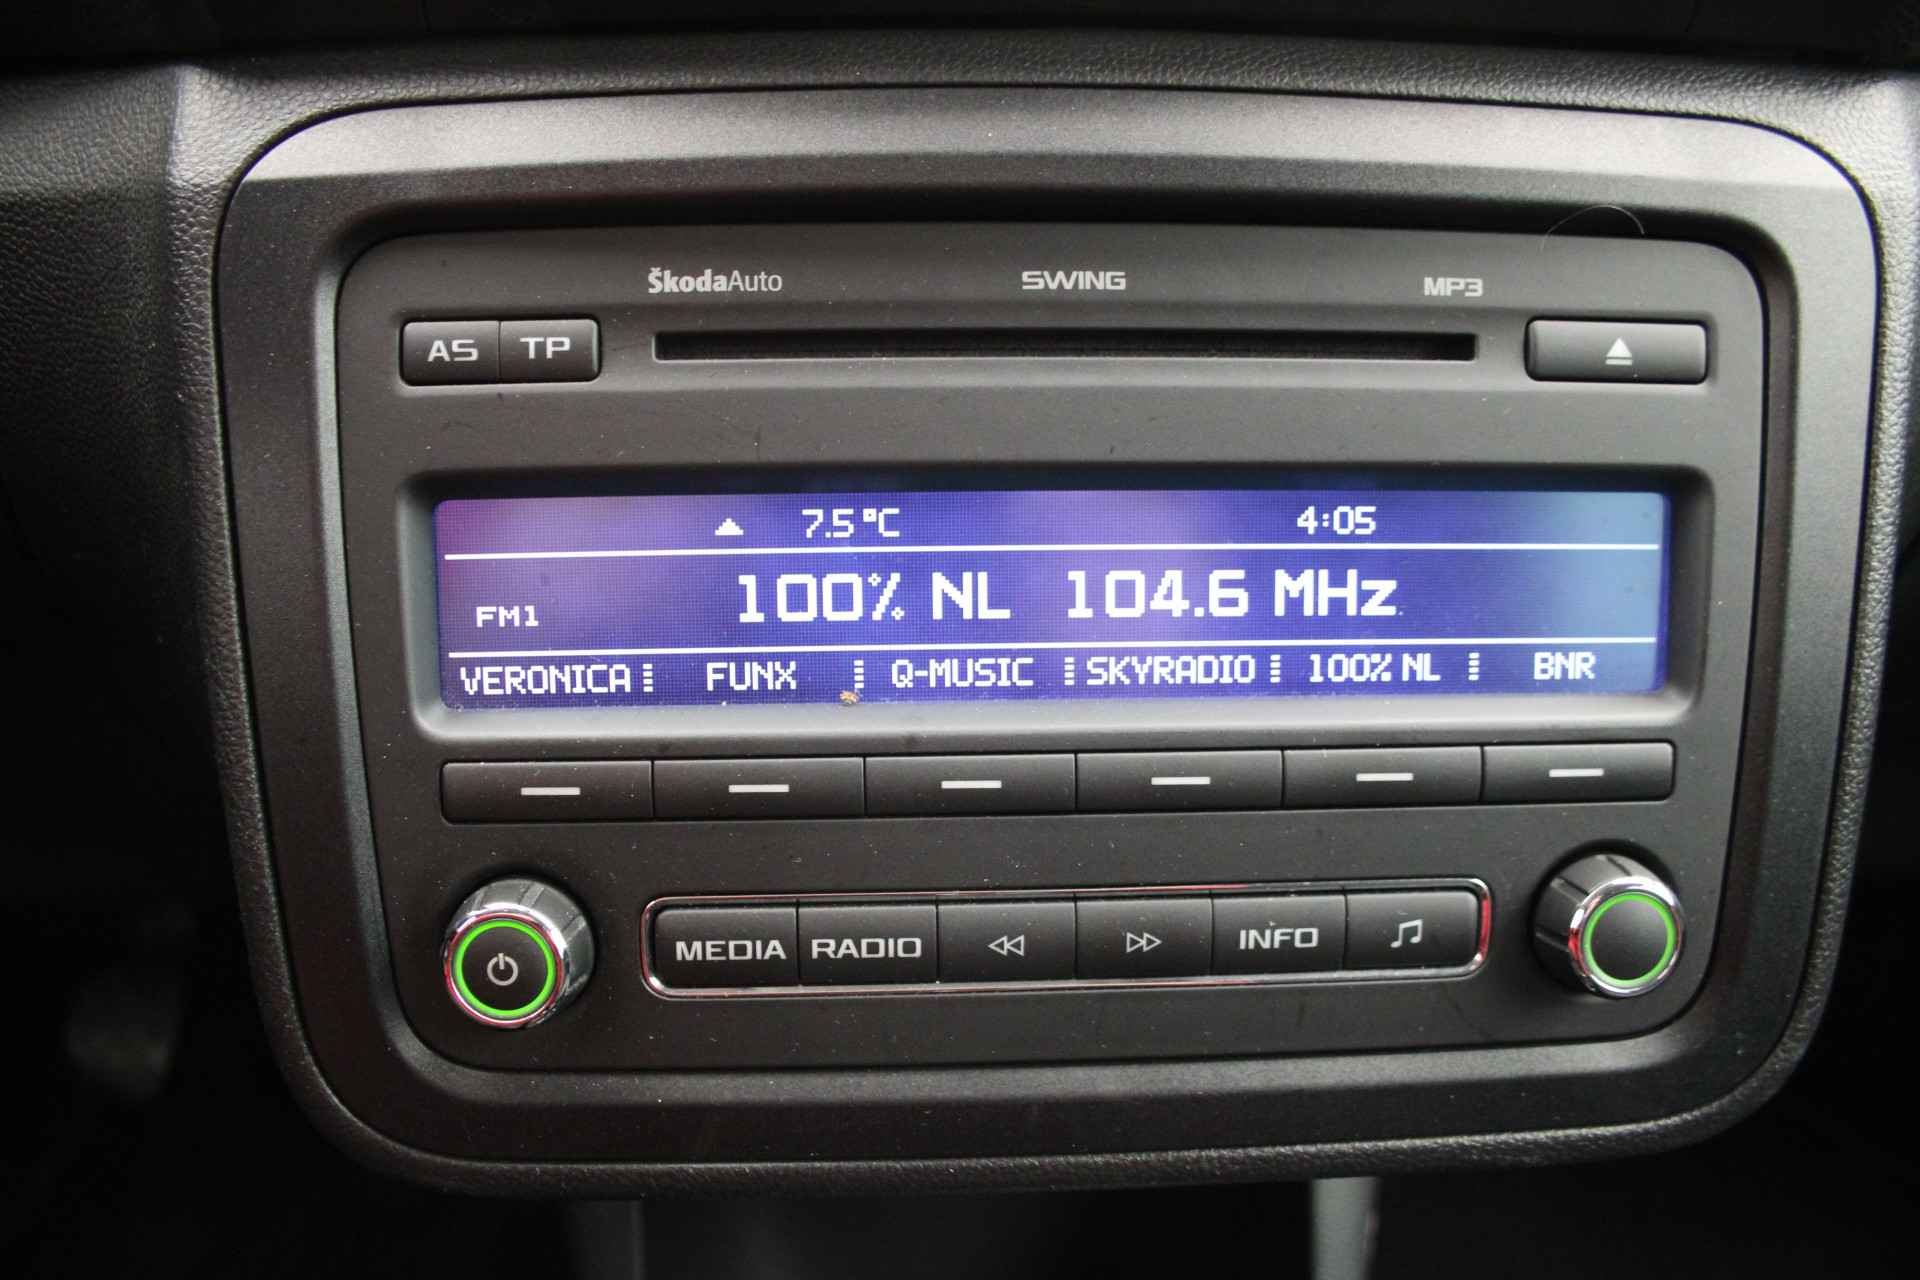 ŠkodaAuto SWING MP3
AS TP
7.5°C 4:05
FM1 100% NL 104.6 MHz
VERONICA FUNX Q-MUSIC SKYRADIO 100% NL BNR
MEDIA RADIO INFO